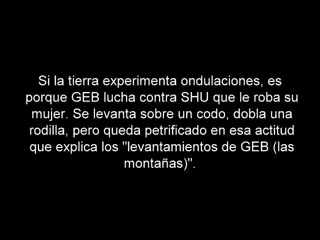 Si la tierra experimenta ondulaciones, es
porque GEB lucha contra SHU que le roba su
mujer. Se levanta sobre un codo, dobla una
rodilla, pero queda petrificado en esa actitud
que explica los "levantamientos de GEB (las
montañas)".